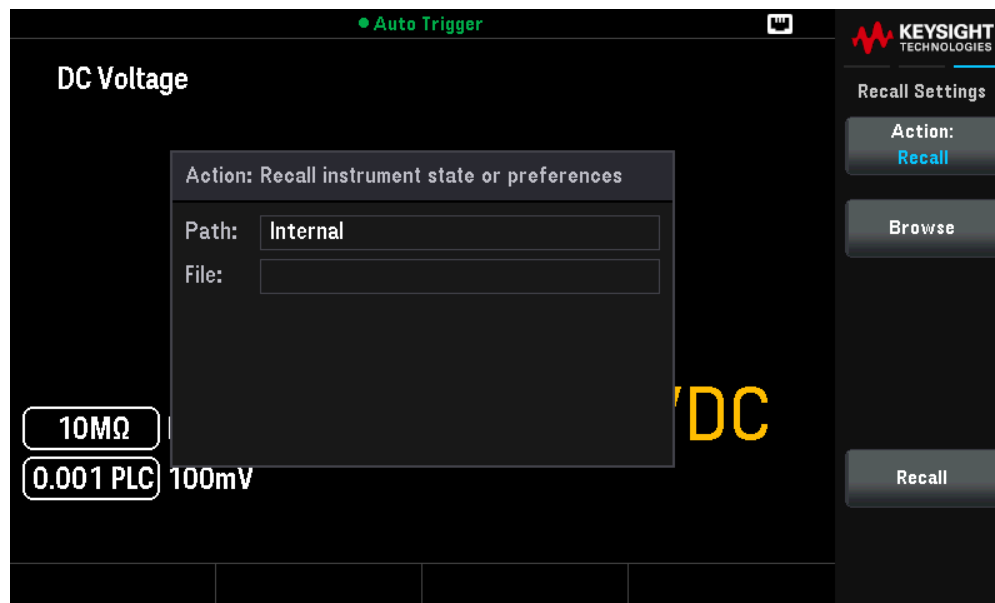 Auto Trigger
KEYSIGHT
TECHNOLOGIES
DC Voltage
Recall Settings
Action:
Recall
Action: Recall instrument state or preferences
Path: Internal
Browse
File:
DC
10MΩ
0.001 PLC 100mV
Recall